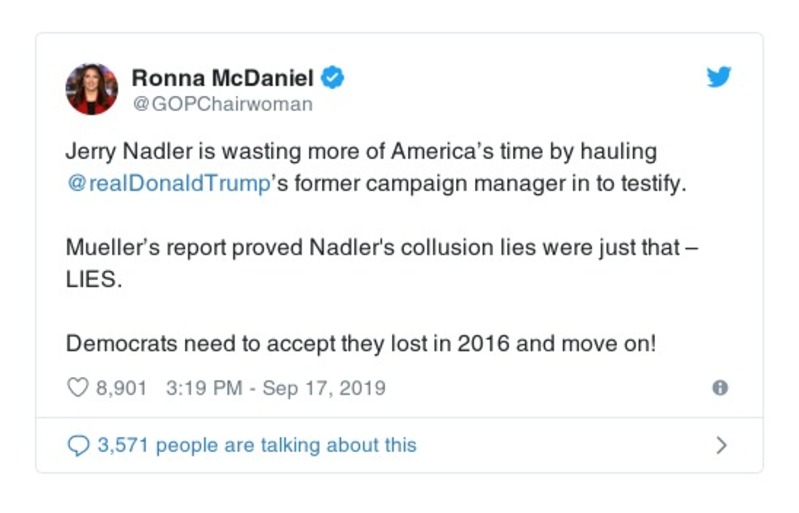 Ronna McDaniel
@GOPChairwoman
Jerry Nadler is wasting more of America’s time by hauling
@realDonaldTrump’s former campaign manager in to testify.
Mueller’s report proved Nadler's collusion lies were just that –
LIES.
Democrats need to accept they lost in 2016 and move on!
8,901 3:19 PM - Sep 17, 2019
3,571 people are talking about this